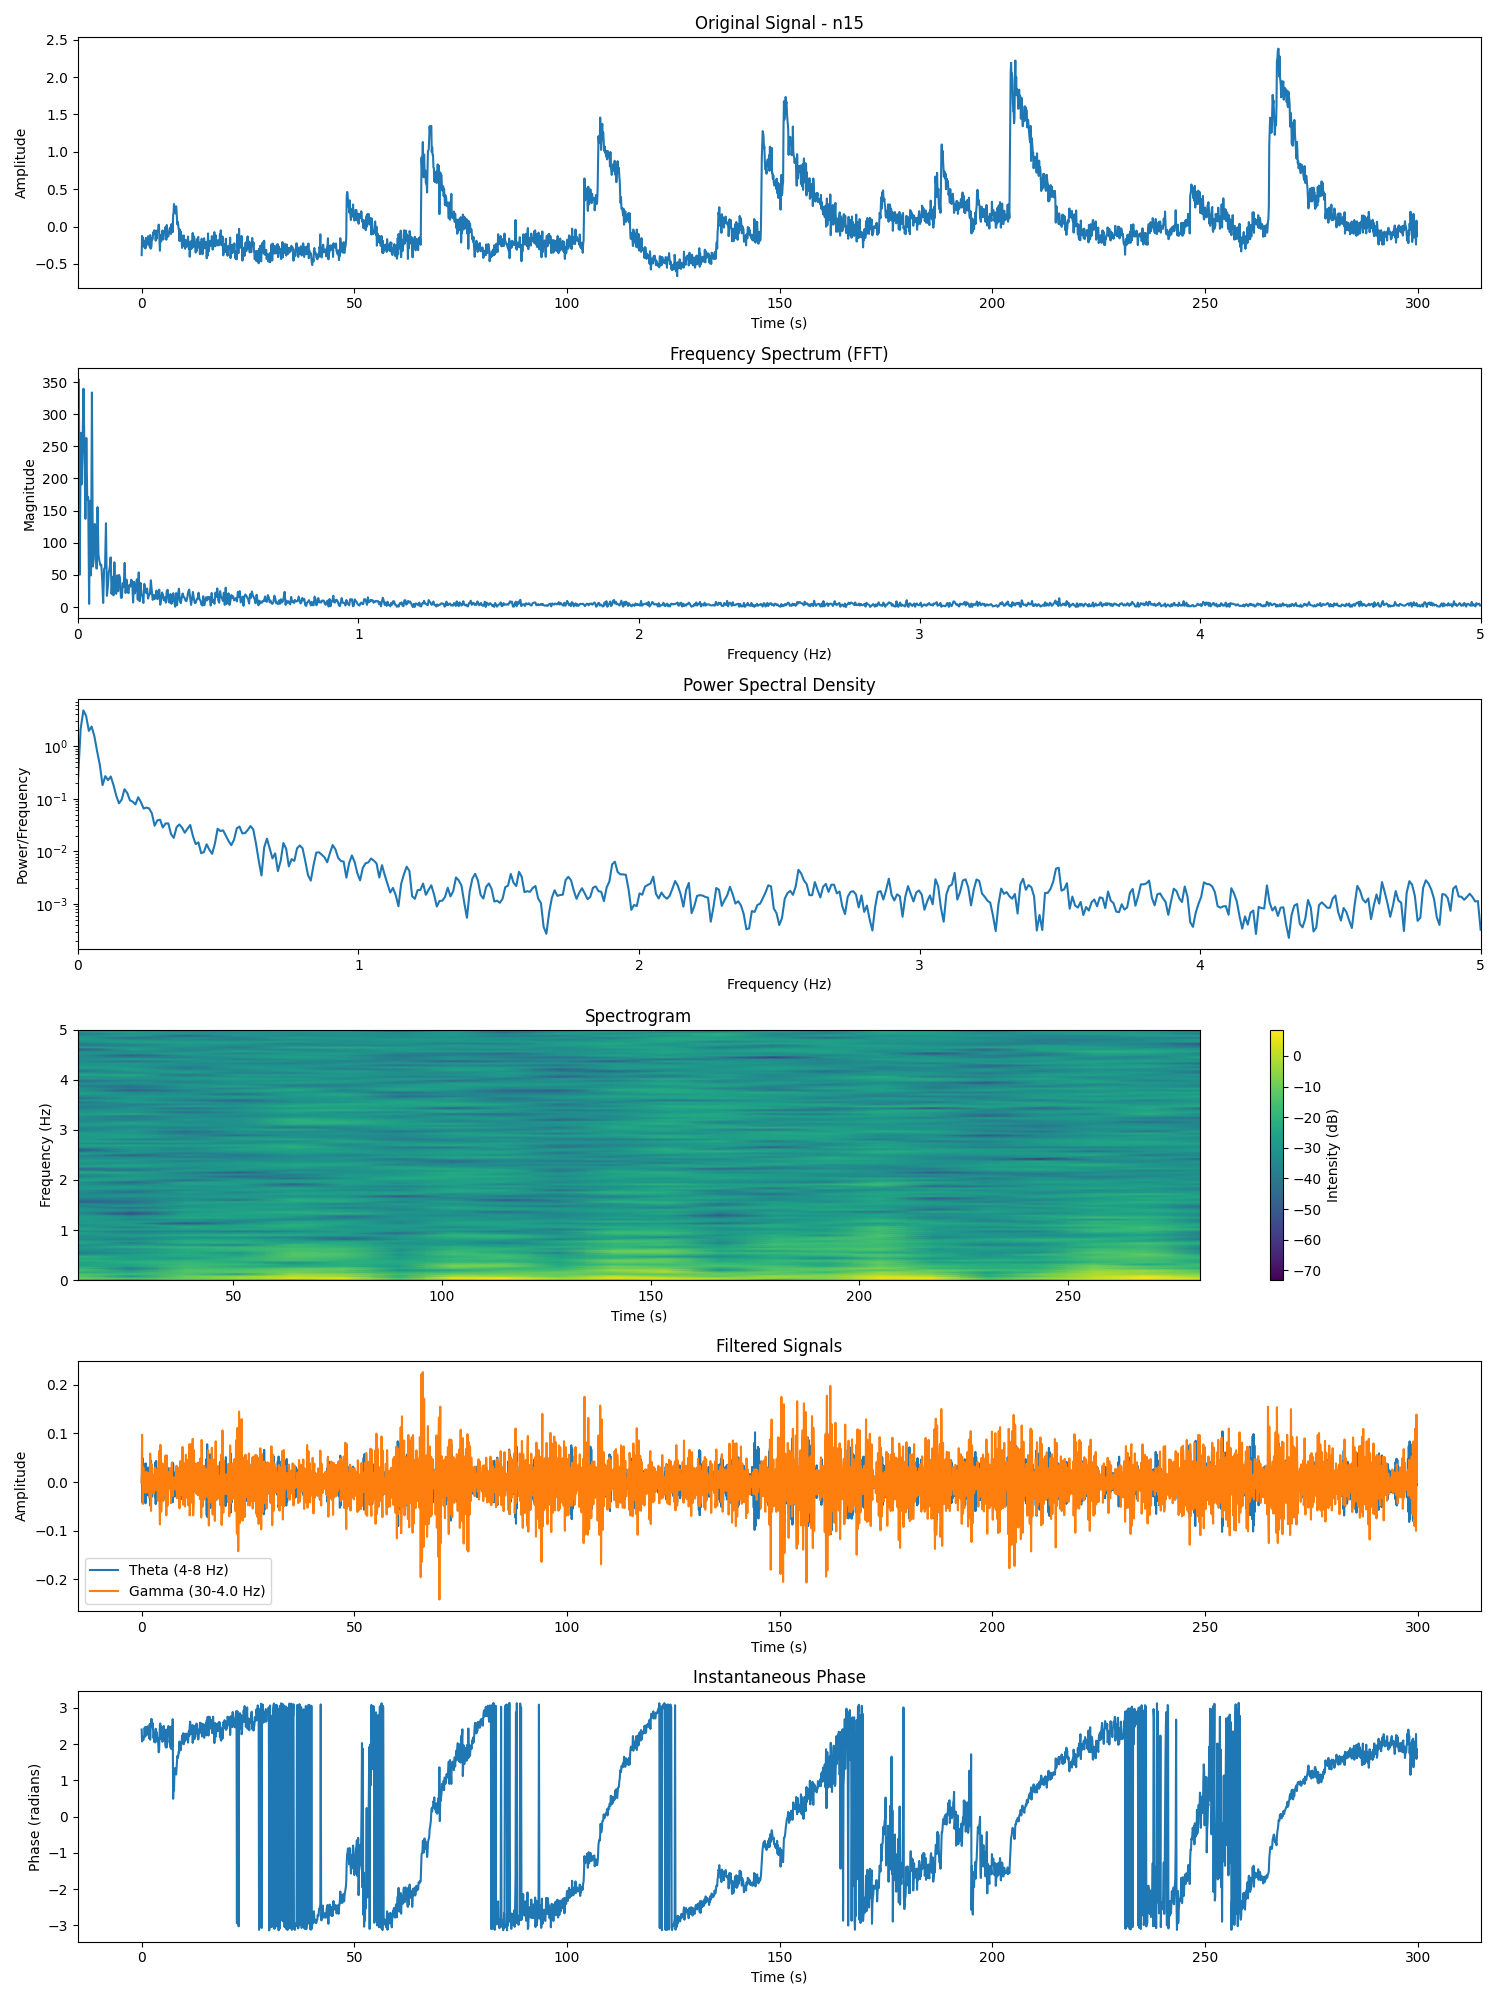 Original Signal - n15
2.5
2.0
1.5
1.0
0.5
0.0
−0.5
Amplitude
0 50 100 150 200 250 300
Time (s)
Frequency Spectrum (FFT)
350
300
250
200
150
100
50
0
Magnitude
0 1 2 3 4 5
Frequency (Hz)
Power Spectral Density
10⁰
10⁻¹
10⁻²
10⁻³
Power/Frequency
0 1 2 3 4 5
Frequency (Hz)
Spectrogram
5
4
3
2
1
0
Frequency (Hz)
50 100 150 200 250
Time (s)
0
−10
−20
−30
−40
−50
−60
−70
Intensity (dB)
Filtered Signals
0.2
0.1
0.0
−0.1
−0.2
Amplitude
Theta (4-8 Hz)
Gamma (30-4.0 Hz)
0 50 100 150 200 250 300
Time (s)
Instantaneous Phase
3
2
1
0
−1
−2
−3
Phase (radians)
0 50 100 150 200 250 300
Time (s)